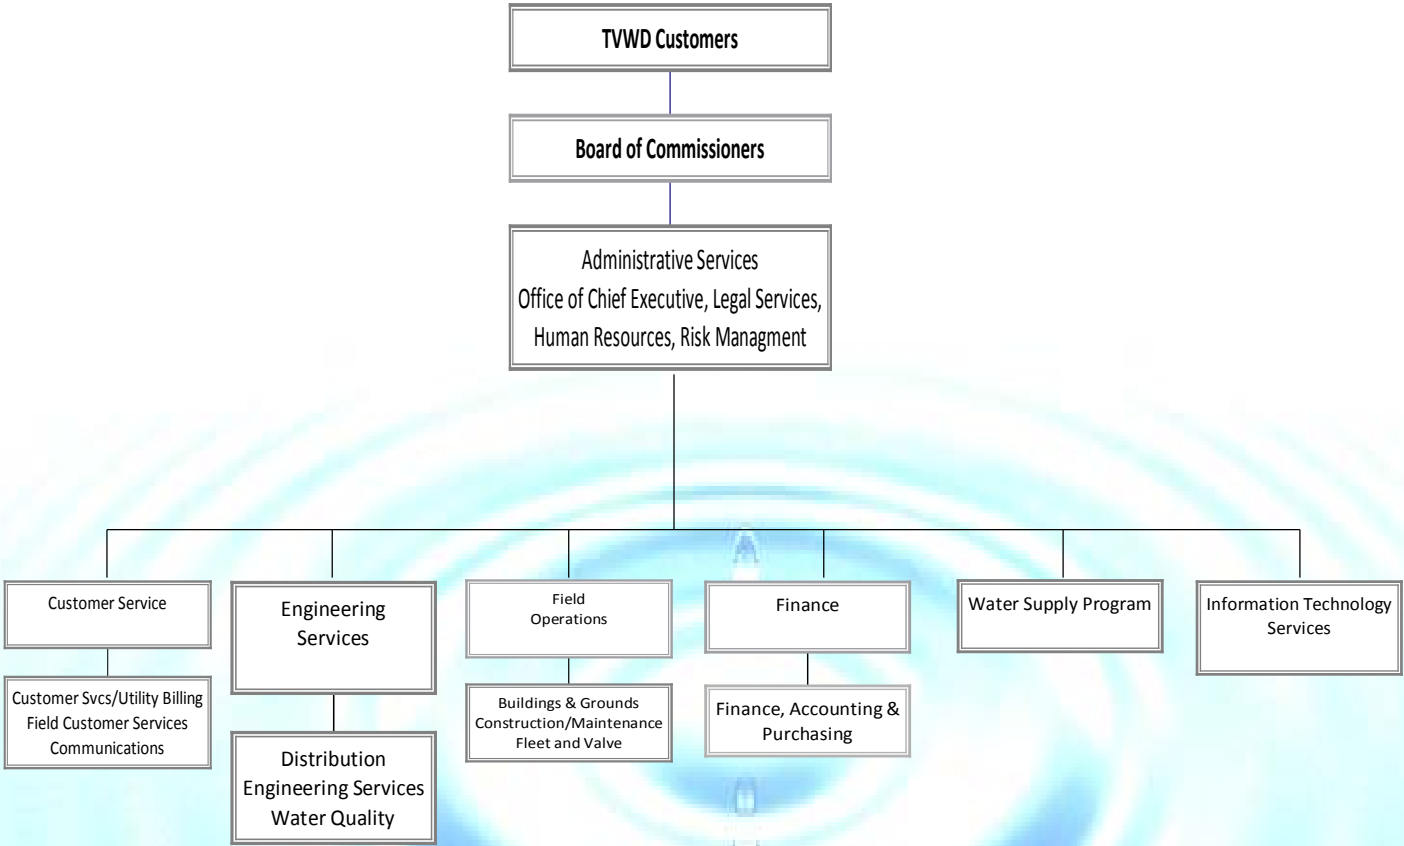 TVWD Customers
Board of Commissioners
Administrative Services
Office of Chief Executive, Legal Services,
Human Resources, Risk Managment
Customer Service
Customer Svcs/Utility Billing
Field Customer Services
Communications
Engineering
Services
Distribution
Engineering Services
Water Quality
Field
Operations
Buildings & Grounds
Construction/Maintenance
Fleet and Valve
Finance
Finance, Accounting &
Purchasing
Water Supply Program
Information Technology
Services